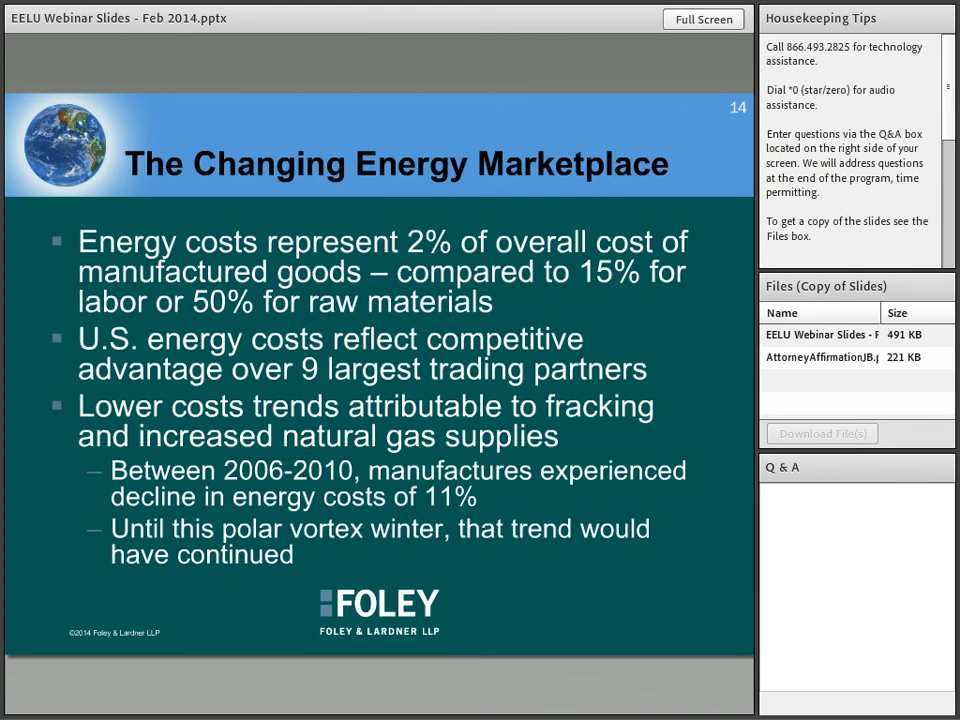 EELU Webinar Slides - Feb 2014.pptx
Full Screen
14
The Changing Energy Marketplace
▪ Energy costs represent 2% of overall cost of
manufactured goods – compared to 15% for
labor or 50% for raw materials
▪ U.S. energy costs reflect competitive
advantage over 9 largest trading partners
▪ Lower costs trends attributable to fracking
and increased natural gas supplies
– Between 2006-2010, manufactures experienced
decline in energy costs of 11%
– Until this polar vortex winter, that trend would
have continued
FOLEY
FOLEY & LARDNER LLP
©2014 Foley & Lardner LLP
Housekeeping Tips
Call 866.493.2825 for technology
assistance.
Dial *0 (star/zero) for audio
assistance.
Enter questions via the Q&A box
located on the right side of your
screen. We will address questions
at the end of the program, time
permitting.
To get a copy of the slides see the
Files box.
Files (Copy of Slides)
Name Size
EELU Webinar Slides - F 491 KB
AttorneyAffirmationJB.p 221 KB
Download File(s)
Q & A